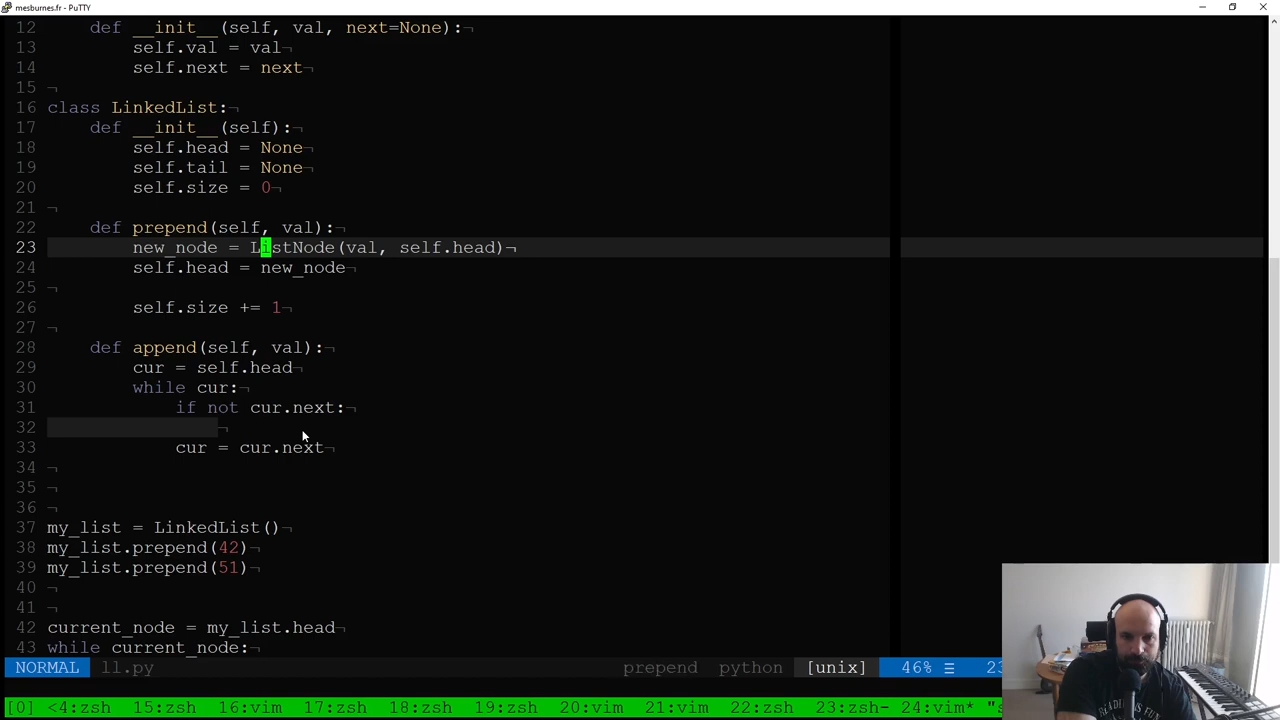 mesburnes.fr - PuTTY
12 def __init__(self, val, next=None):¬
13 self.val = val¬
14 self.next = next¬
15 ¬
16 class LinkedList:¬
17 def __init__(self):¬
18 self.head = None¬
19 self.tail = None¬
20 self.size = 0¬
21 ¬
22 def prepend(self, val):¬
23 new_node = ListNode(val, self.head)¬
24 self.head = new_node¬
25 ¬
26 self.size += 1¬
27 ¬
28 def append(self, val):¬
29 cur = self.head¬
30 while cur:¬
31 if not cur.next:¬
32 ¬
33 cur = cur.next¬
34 ¬
35 ¬
36 ¬
37 my_list = LinkedList()¬
38 my_list.prepend(42)¬
39 my_list.prepend(51)¬
40 ¬
41 ¬
42 current_node = my_list.head¬
43 while current_node:¬
NORMAL ll.py prepend python [unix] 46% ☰ 23
[0] <4:zsh 15:zsh 16:vim 17:zsh 18:zsh 19:zsh 20:vim 21:vim 22:zsh 23:zsh- 24:vim* "s